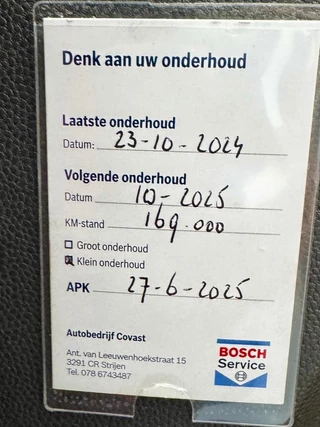 Denk aan uw onderhoud
Laatste onderhoud
Datum: 23-10-2024
Volgende onderhoud
Datum 10-2025
KM-stand 169.000
Groot onderhoud
Klein onderhoud
APK 27-6-2025
Autobedrijf Covast
Ant. van Leeuwenhoekstraat 15
3291 CR Strijen
Tel. 078 6743487
BOSCH
Service